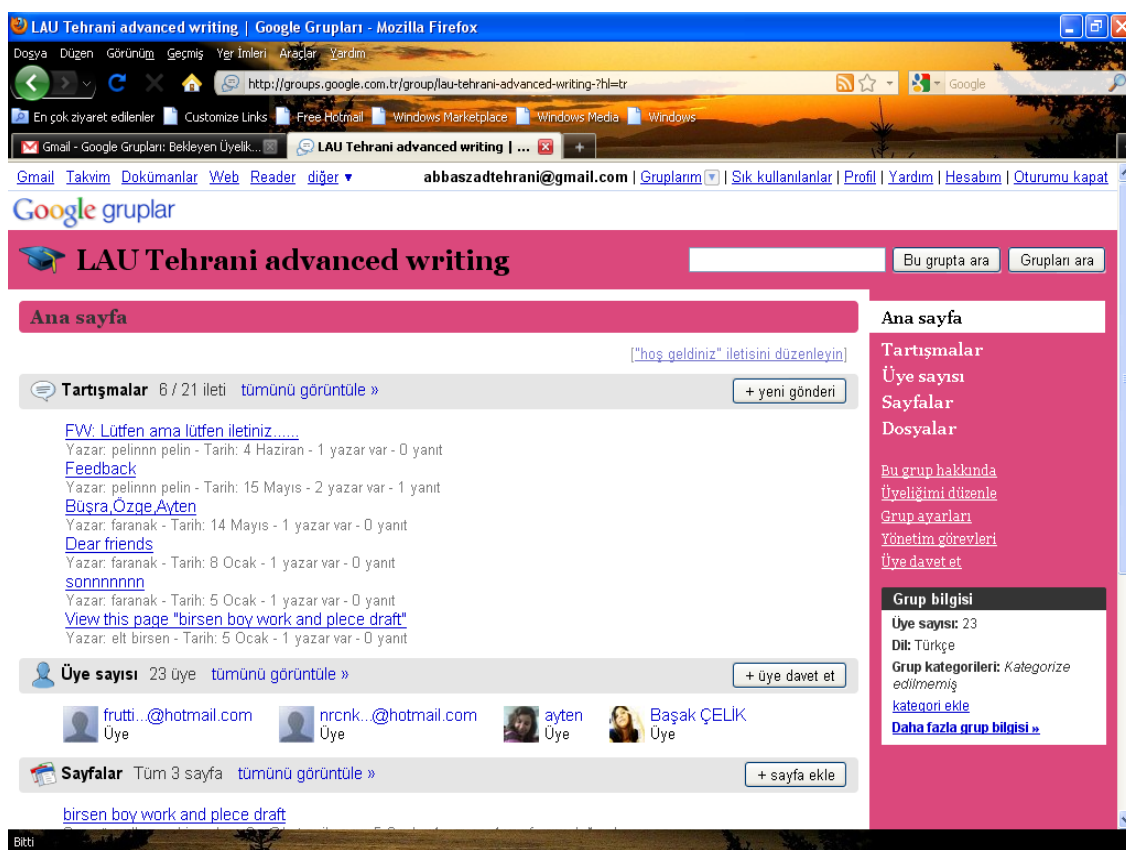 LAU Tehrani advanced writing | Google Grupları - Mozilla Firefox
Dosya Düzen Görünüm Geçmiş Yer İmleri Araçlar Yardım
http://groups.google.com.tr/group/lau-tehrani-advanced-writing-?hl=tr
Google
En çok ziyaret edilenler Customize Links Free Hotmail Windows Marketplace Windows Media Windows
Gmail - Google Grupları: Bekleyen Üyelik... LAU Tehrani advanced writing | ...
Gmail Takvim Dokümanlar Web Reader diğer ▼ abbaszadtehrani@gmail.com | Gruplarım | Sık kullanılanlar | Profil | Yardım | Hesabım | Oturumu kapat
Google gruplar
LAU Tehrani advanced writing
Bu grupta ara Grupları ara
Ana sayfa
["hoş geldiniz" iletisini düzenleyin]
Tartışmalar 6 / 21 ileti tümünü görüntüle »
+ yeni gönderi
FW: Lütfen ama lütfen iletiniz......
Yazar: pelinnn pelin - Tarih: 4 Haziran - 1 yazar var - 0 yanıt
Feedback
Yazar: pelinnn pelin - Tarih: 15 Mayıs - 2 yazar var - 1 yanıt
Büşra,Özge,Ayten
Yazar: faranak - Tarih: 14 Mayıs - 1 yazar var - 0 yanıt
Dear friends
Yazar: faranak - Tarih: 8 Ocak - 1 yazar var - 0 yanıt
sonnnnnnn
Yazar: faranak - Tarih: 5 Ocak - 1 yazar var - 0 yanıt
View this page "birsen boy work and plece draft"
Yazar: elt birsen - Tarih: 5 Ocak - 1 yazar var - 0 yanıt
Üye sayısı 23 üye tümünü görüntüle »
+ üye davet et
frutti...@hotmail.com
Üye
nrcnk...@hotmail.com
Üye
ayten
Üye
Başak ÇELİK
Üye
Sayfalar Tüm 3 sayfa tümünü görüntüle »
+ sayfa ekle
birsen boy work and plece draft
Ana sayfa
Tartışmalar
Üye sayısı
Sayfalar
Dosyalar
Bu grup hakkında
Üyeliğimi düzenle
Grup ayarları
Yönetim görevleri
Üye davet et
Grup bilgisi
Üye sayısı: 23
Dil: Türkçe
Grup kategorileri: Kategorize
edilmemiş
kategori ekle
Daha fazla grup bilgisi »
Bitti